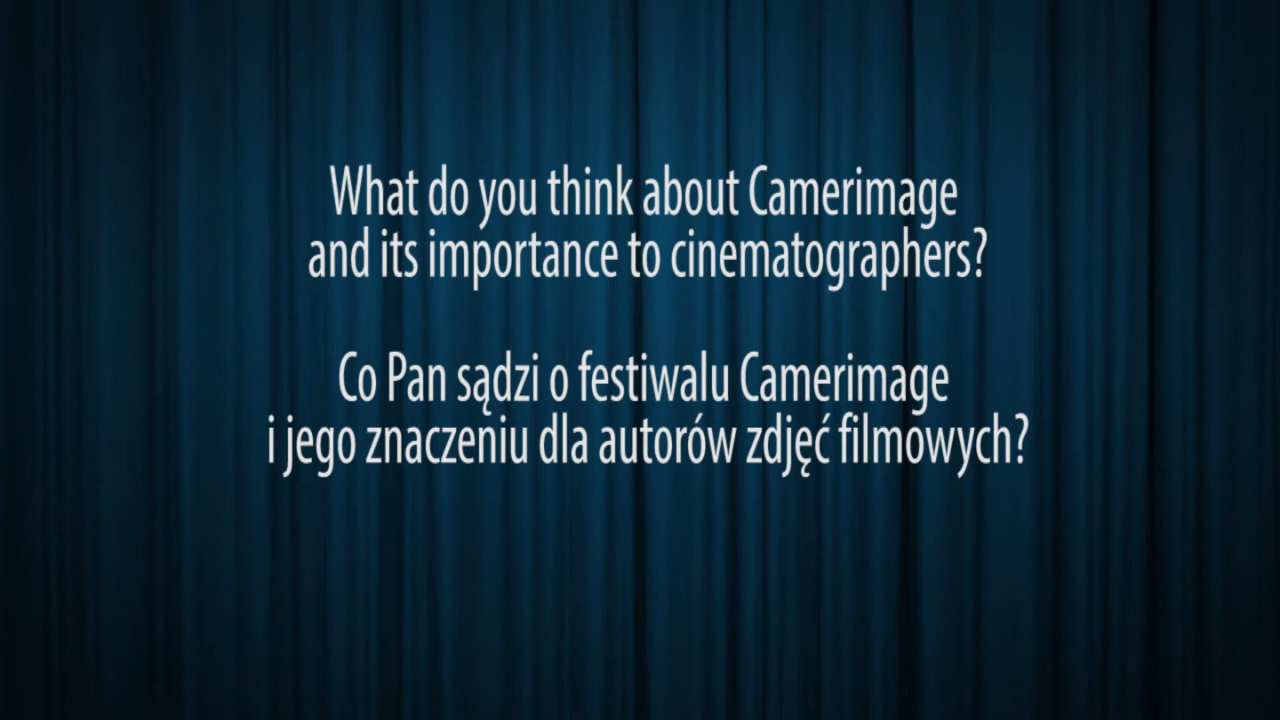 What do you think about Camerimage
and its importance to cinematographers?
Co Pan sądzi o festiwalu Camerimage
i jego znaczeniu dla autorów zdjęć filmowych?